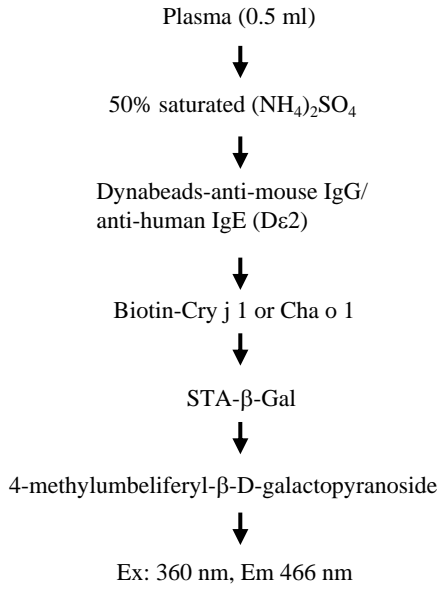 Plasma (0.5 ml)
50% saturated (NH₄)₂SO₄
Dynabeads-anti-mouse IgG/
anti-human IgE (Dε2)
Biotin-Cry j 1 or Cha o 1
STA-β-Gal
4-methylumbeliferyl-β-D-galactopyranoside
Ex: 360 nm, Em 466 nm